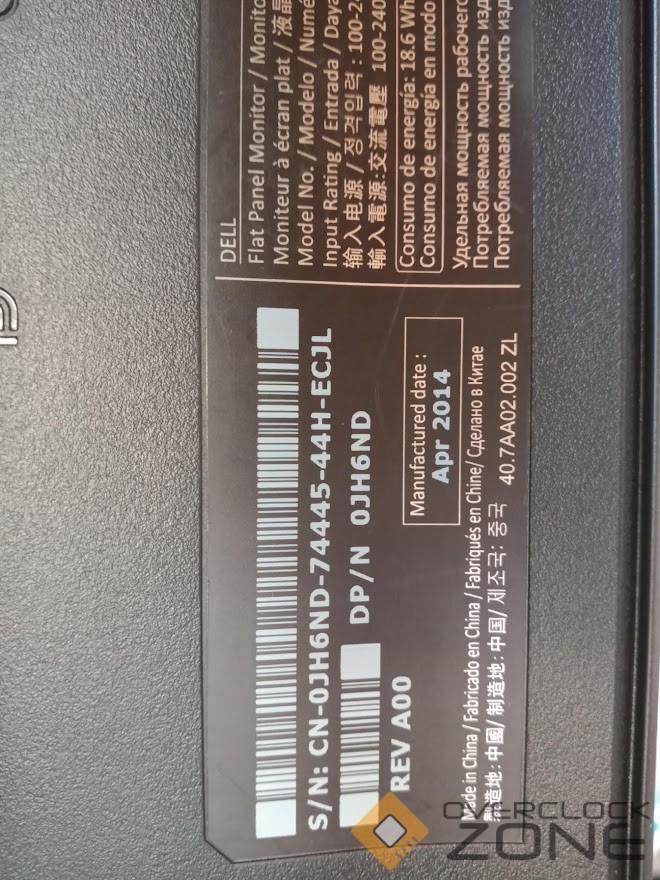 S/N: CN-0JH6ND-74445-44H-ECJL
DP/N 0JH6ND
REV A00
Manufactured date :
Apr 2014
Made in China / Fabricado en China / Fabriqués en Chine/ Сделано в Китае
製造地: 中國/ 制造地: 中国/ 제조국: 중국
40.7AA02.002 ZL
DELL
Flat Panel Monitor / Monito
Moniteur à écran plat / 液晶
Model No. / Modelo / Numé
Input Rating / Entrada / Daya
输入电源 / 정격입력 : 100-2
輸入電源:交流電壓 100-240
Consumo de energía: 18.6 Wh
Consumo de energía en modo
Удельная мощность рабочего
Потребляемая мощность изд
Потребляемая мощность изд
OVERCLOCK
ZONE